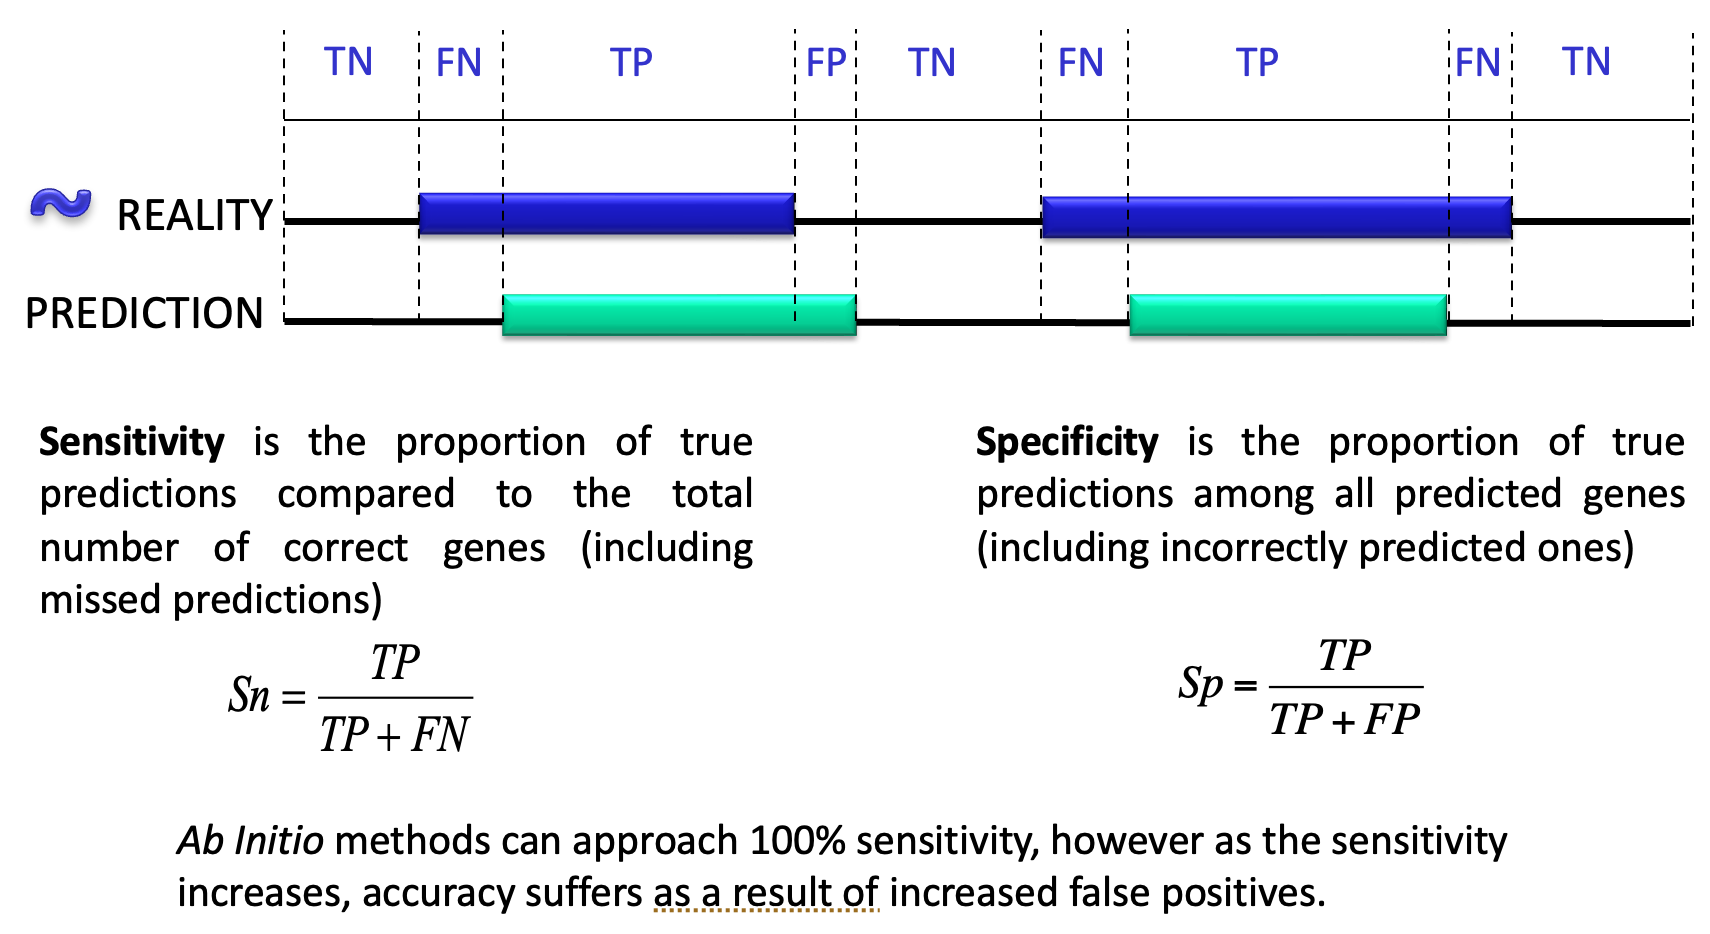 TN FN TP FP TN FN TP FN TN
~ REALITY
PREDICTION
Sensitivity is the proportion of true
predictions compared to the total
number of correct genes (including
missed predictions)
Sn = TP / TP + FN
Specificity is the proportion of true
predictions among all predicted genes
(including incorrectly predicted ones)
Sp = TP / TP + FP
Ab Initio methods can approach 100% sensitivity, however as the sensitivity
increases, accuracy suffers as a result of increased false positives.